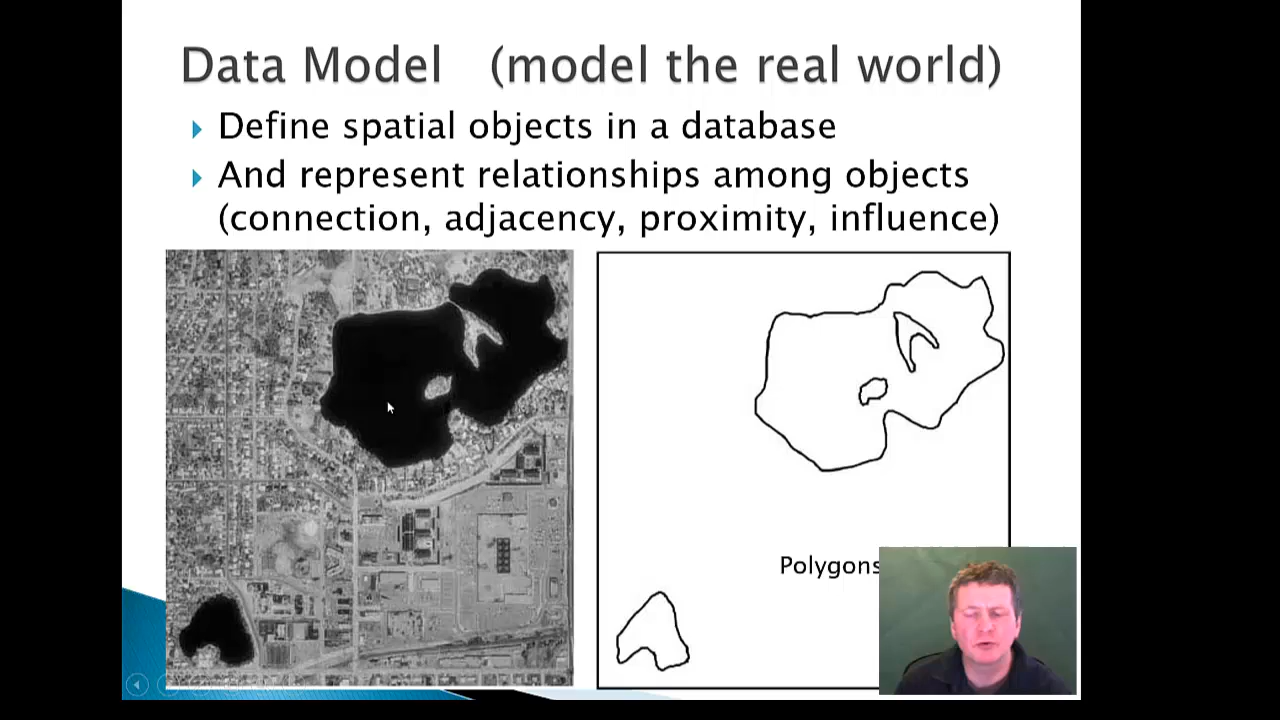 Data Model (model the real world)
Define spatial objects in a database
And represent relationships among objects
(connection, adjacency, proximity, influence)
Polygons